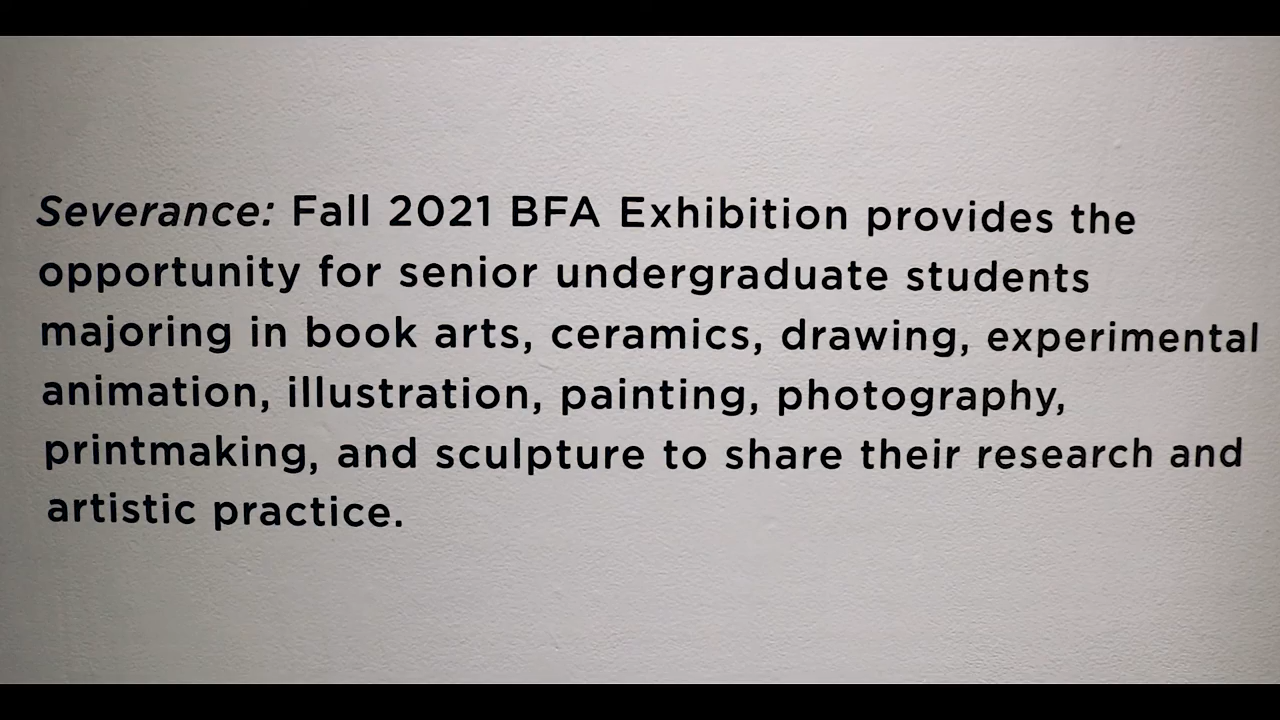 Severance: Fall 2021 BFA Exhibition provides the
opportunity for senior undergraduate students
majoring in book arts, ceramics, drawing, experimental
animation, illustration, painting, photography,
printmaking, and sculpture to share their research and
artistic practice.